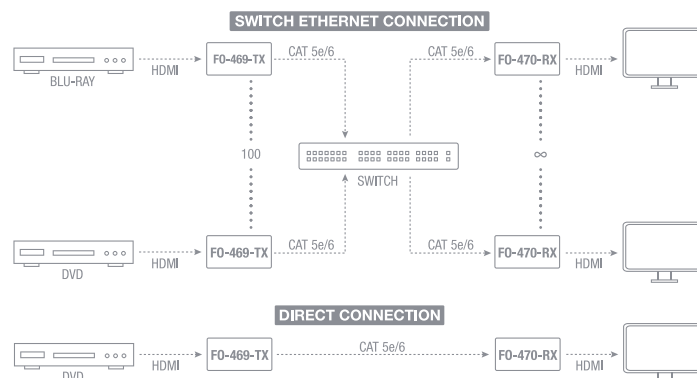 SWITCH ETHERNET CONNECTION
FO-469-TX CAT 5e/6 CAT 5e/6 FO-470-RX
HDMI HDMI
BLU-RAY
100 ∞
SWITCH
FO-469-TX CAT 5e/6 CAT 5e/6 FO-470-RX
HDMI HDMI
DVD
DIRECT CONNECTION
FO-469-TX CAT 5e/6 FO-470-RX
HDMI HDMI
DVD